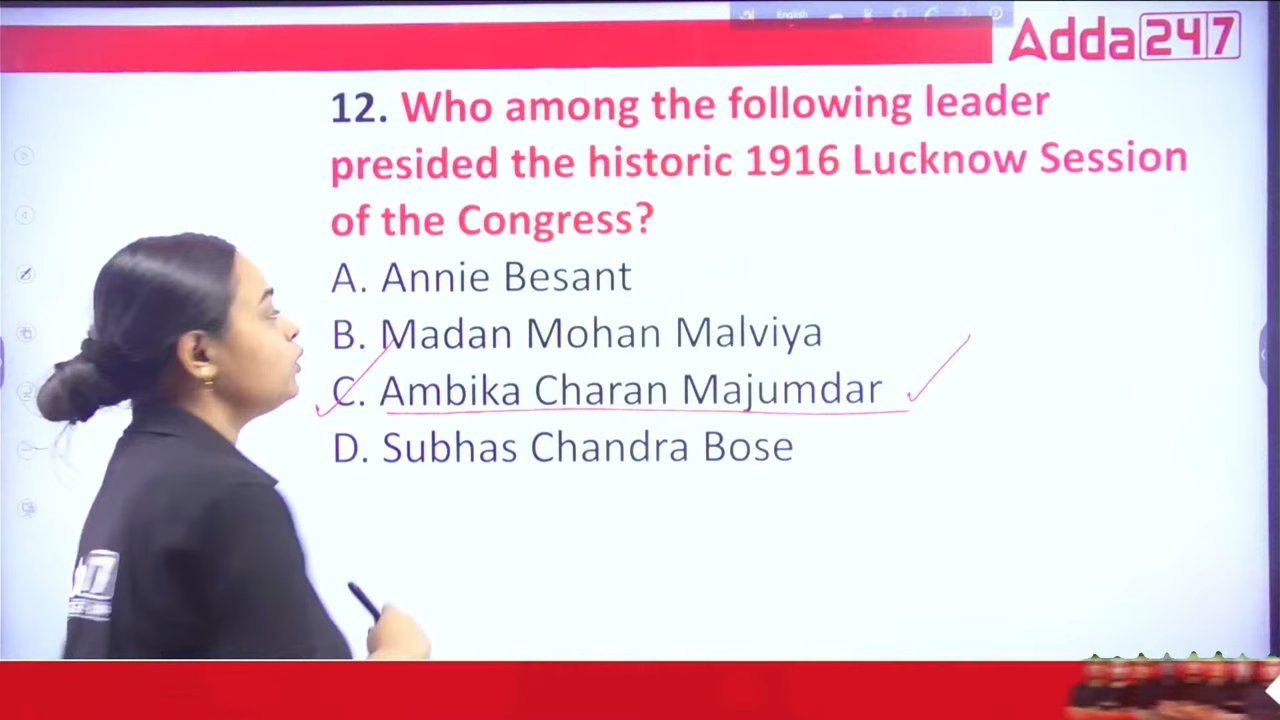 English
Adda247
12. Who among the following leader
presided the historic 1916 Lucknow Session
of the Congress?
A. Annie Besant
B. Madan Mohan Malviya
C. Ambika Charan Majumdar
D. Subhas Chandra Bose